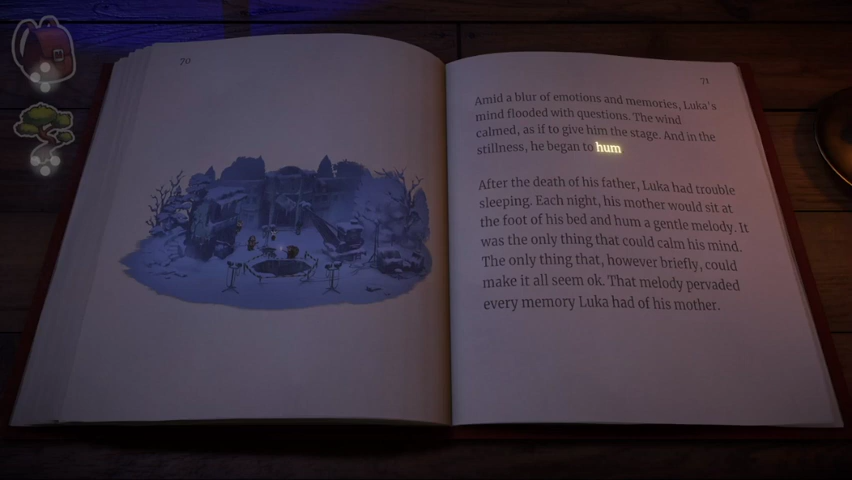 70
71
Amid a blur of emotions and memories, Luka's
mind flooded with questions. The wind
calmed, as if to give him the stage. And in the
stillness, he began to hum
After the death of his father, Luka had trouble
sleeping. Each night, his mother would sit at
the foot of his bed and hum a gentle melody. It
was the only thing that could calm his mind.
The only thing that, however briefly, could
make it all seem ok. That melody pervaded
every memory Luka had of his mother.